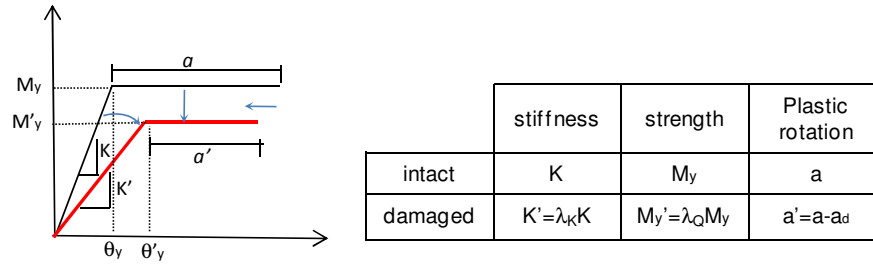 a
My
M'y
a'
K
K'
θy
θ'y
stiffness strength Plastic rotation
intact K My a
damaged K'=λKK My'=λQMy a'=a-ad